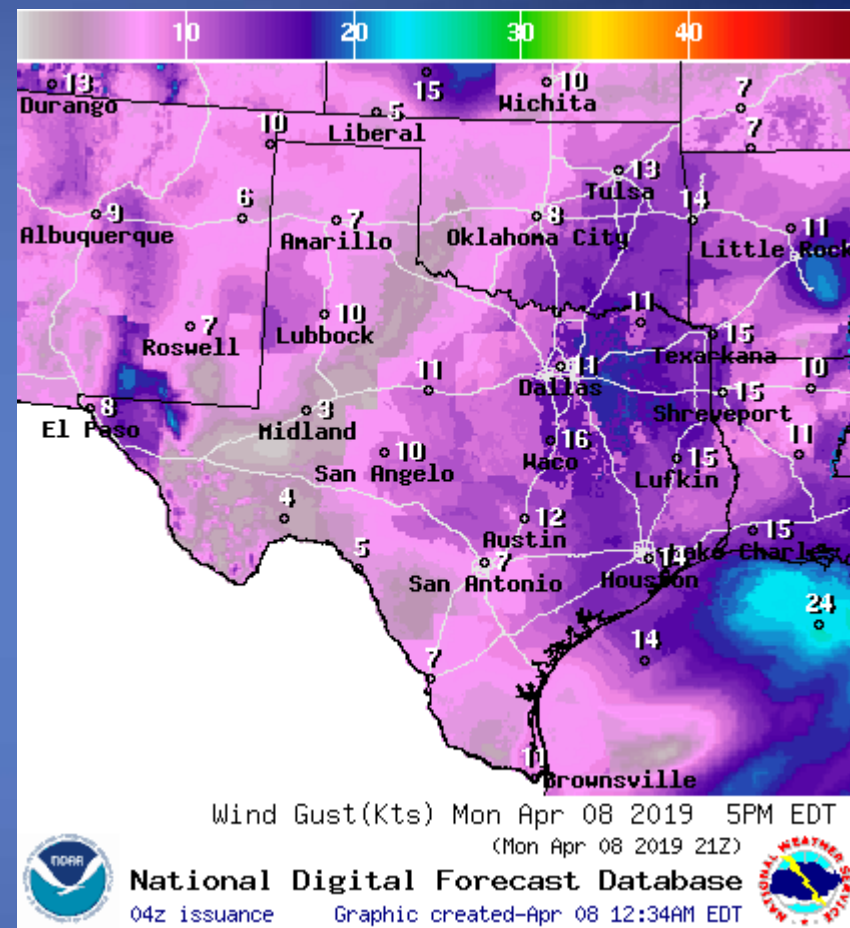 10 20 30 40
13 15 10 7
Durango Wichita
5
Liberal
10 7
13
Tulsa
9 6 7 8 14 11
Albuquerque Amarillo Oklahoma City Little Rock
7 10 11 15
Roswell Lubbock Texarkana
11 11
Dallas
8 3 15 10
El Paso Midland Shreveport
10 16 15 11
San Angelo Waco Lufkin
4 12 15
Austin Lake Charles
5 7 14
San Antonio Houston
24
14
7
11
Brownsville
Wind Gust(Kts) Mon Apr 08 2019 5PM EDT
(Mon Apr 08 2019 21Z)
NOAA
National Digital Forecast Database
NATIONAL WEATHER SERVICE
04z issuance Graphic created-Apr 08 12:34AM EDT